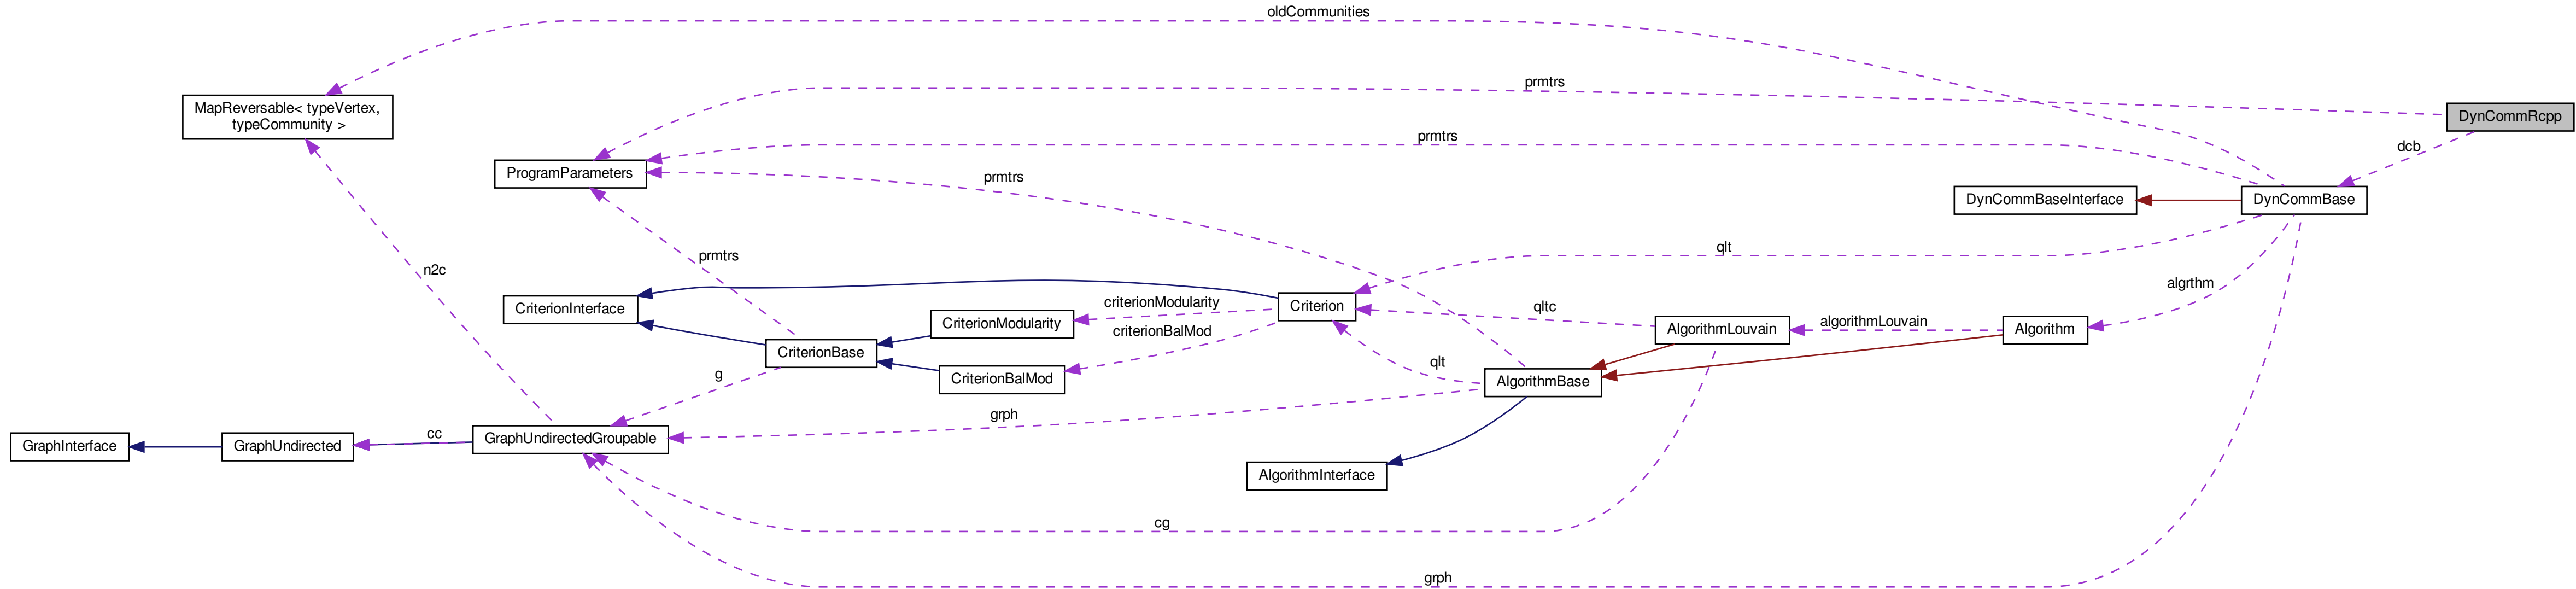 oldCommunities
prmtrs
MapReversable< typeVertex,
typeCommunity >
DynCommRcpp
prmtrs
dcb
ProgramParameters
prmtrs
DynCommBaseInterface
DynCommBase
n2c
prmtrs
qlt
algrthm
CriterionInterface
criterionModularity
Criterion
qltc
CriterionModularity
criterionBalMod
AlgorithmLouvain
algorithmLouvain
Algorithm
CriterionBase
g
CriterionBalMod
qlt
AlgorithmBase
grph
GraphInterface
GraphUndirected
cc
GraphUndirectedGroupable
AlgorithmInterface
cg
grph